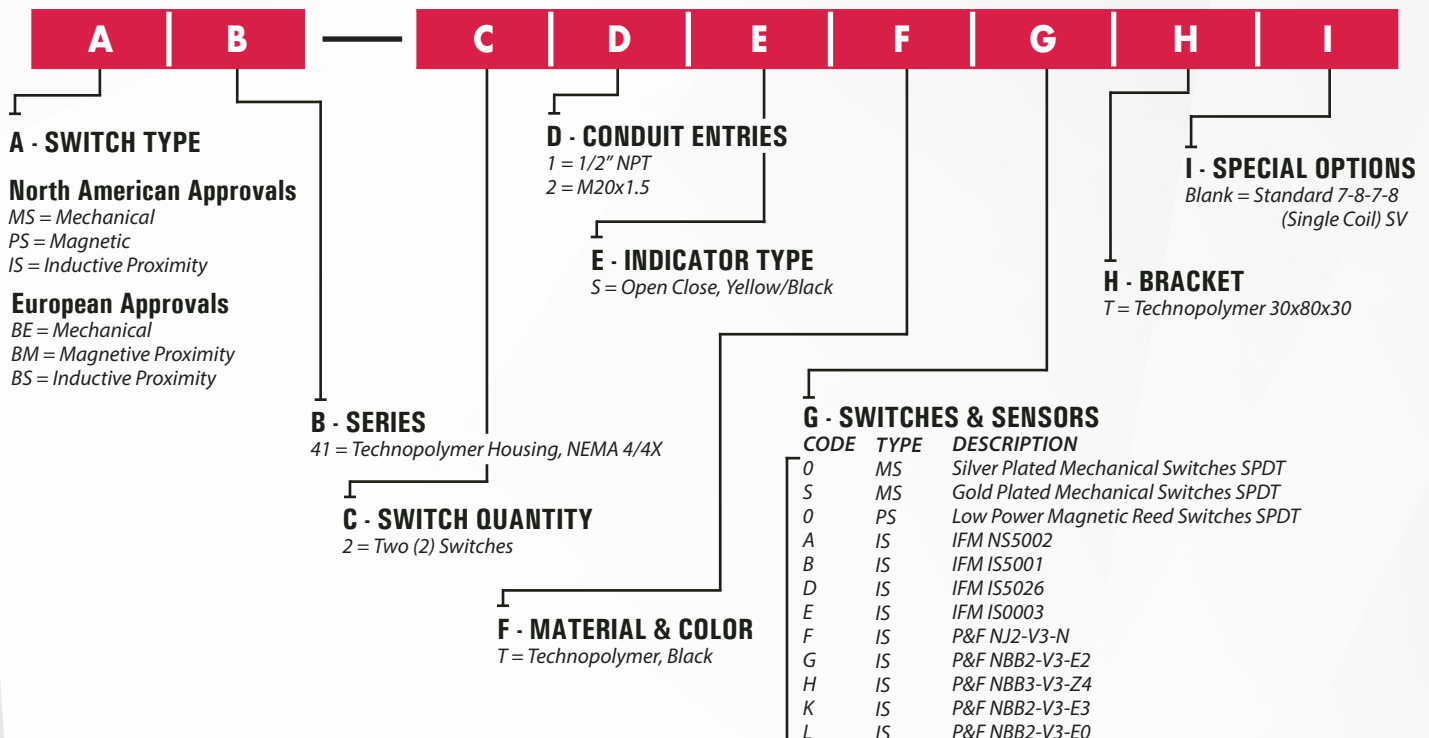 A B — C D E F G H I
A - SWITCH TYPE
North American Approvals
MS = Mechanical
PS = Magnetic
IS = Inductive Proximity
European Approvals
BE = Mechanical
BM = Magnetive Proximity
BS = Inductive Proximity
B - SERIES
41 = Technopolymer Housing, NEMA 4/4X
C - SWITCH QUANTITY
2 = Two (2) Switches
D - CONDUIT ENTRIES
1 = 1/2” NPT
2 = M20x1.5
E - INDICATOR TYPE
S = Open Close, Yellow/Black
F - MATERIAL & COLOR
T = Technopolymer, Black
G - SWITCHES & SENSORS
CODE TYPE DESCRIPTION
0 MS Silver Plated Mechanical Switches SPDT
S MS Gold Plated Mechanical Switches SPDT
0 PS Low Power Magnetic Reed Switches SPDT
A IS IFM NS5002
B IS IFM IS5001
D IS IFM IS5026
E IS IFM IS0003
F IS P&F NJ2-V3-N
G IS P&F NBB2-V3-E2
H IS P&F NBB3-V3-Z4
K IS P&F NBB2-V3-E3
L IS P&F NBB2-V3-E0
H - BRACKET
T = Technopolymer 30x80x30
I - SPECIAL OPTIONS
Blank = Standard 7-8-7-8
(Single Coil) SV